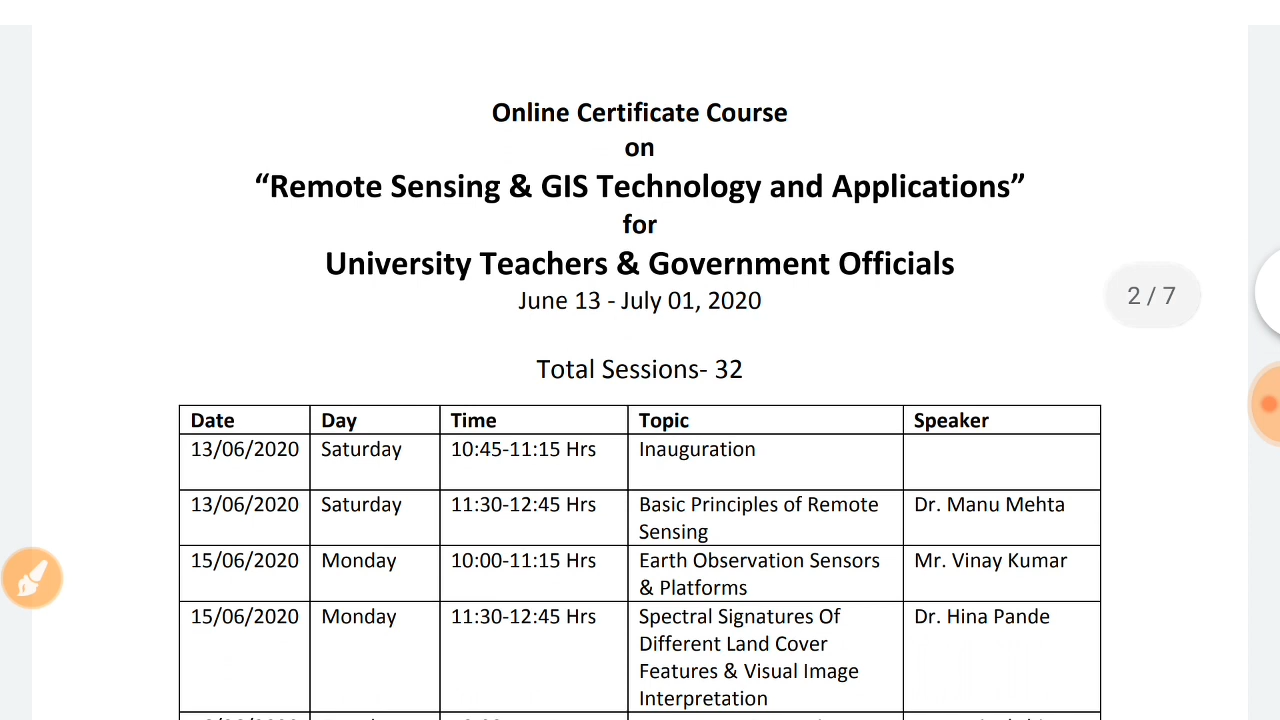 Online Certificate Course
on
“Remote Sensing & GIS Technology and Applications”
for
University Teachers & Government Officials
June 13 - July 01, 2020
2 / 7
Total Sessions- 32
Date Day Time Topic Speaker
13/06/2020 Saturday 10:45-11:15 Hrs Inauguration
13/06/2020 Saturday 11:30-12:45 Hrs Basic Principles of Remote Dr. Manu Mehta
Sensing
15/06/2020 Monday 10:00-11:15 Hrs Earth Observation Sensors Mr. Vinay Kumar
& Platforms
15/06/2020 Monday 11:30-12:45 Hrs Spectral Signatures Of Dr. Hina Pande
Different Land Cover
Features & Visual Image
Interpretation